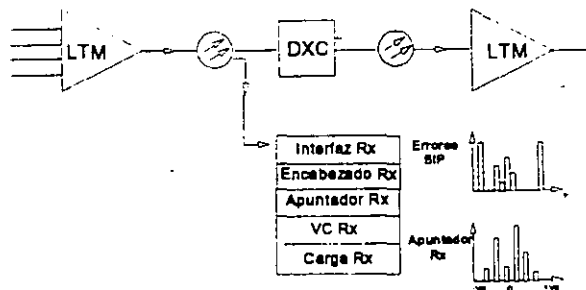 LTM
DXC
LTM
Interfaz Rx
Encabezado Rx
Apuntador Rx
VC Rx
Carga Rx
Errores
BIP
Apuntador
Rx
0